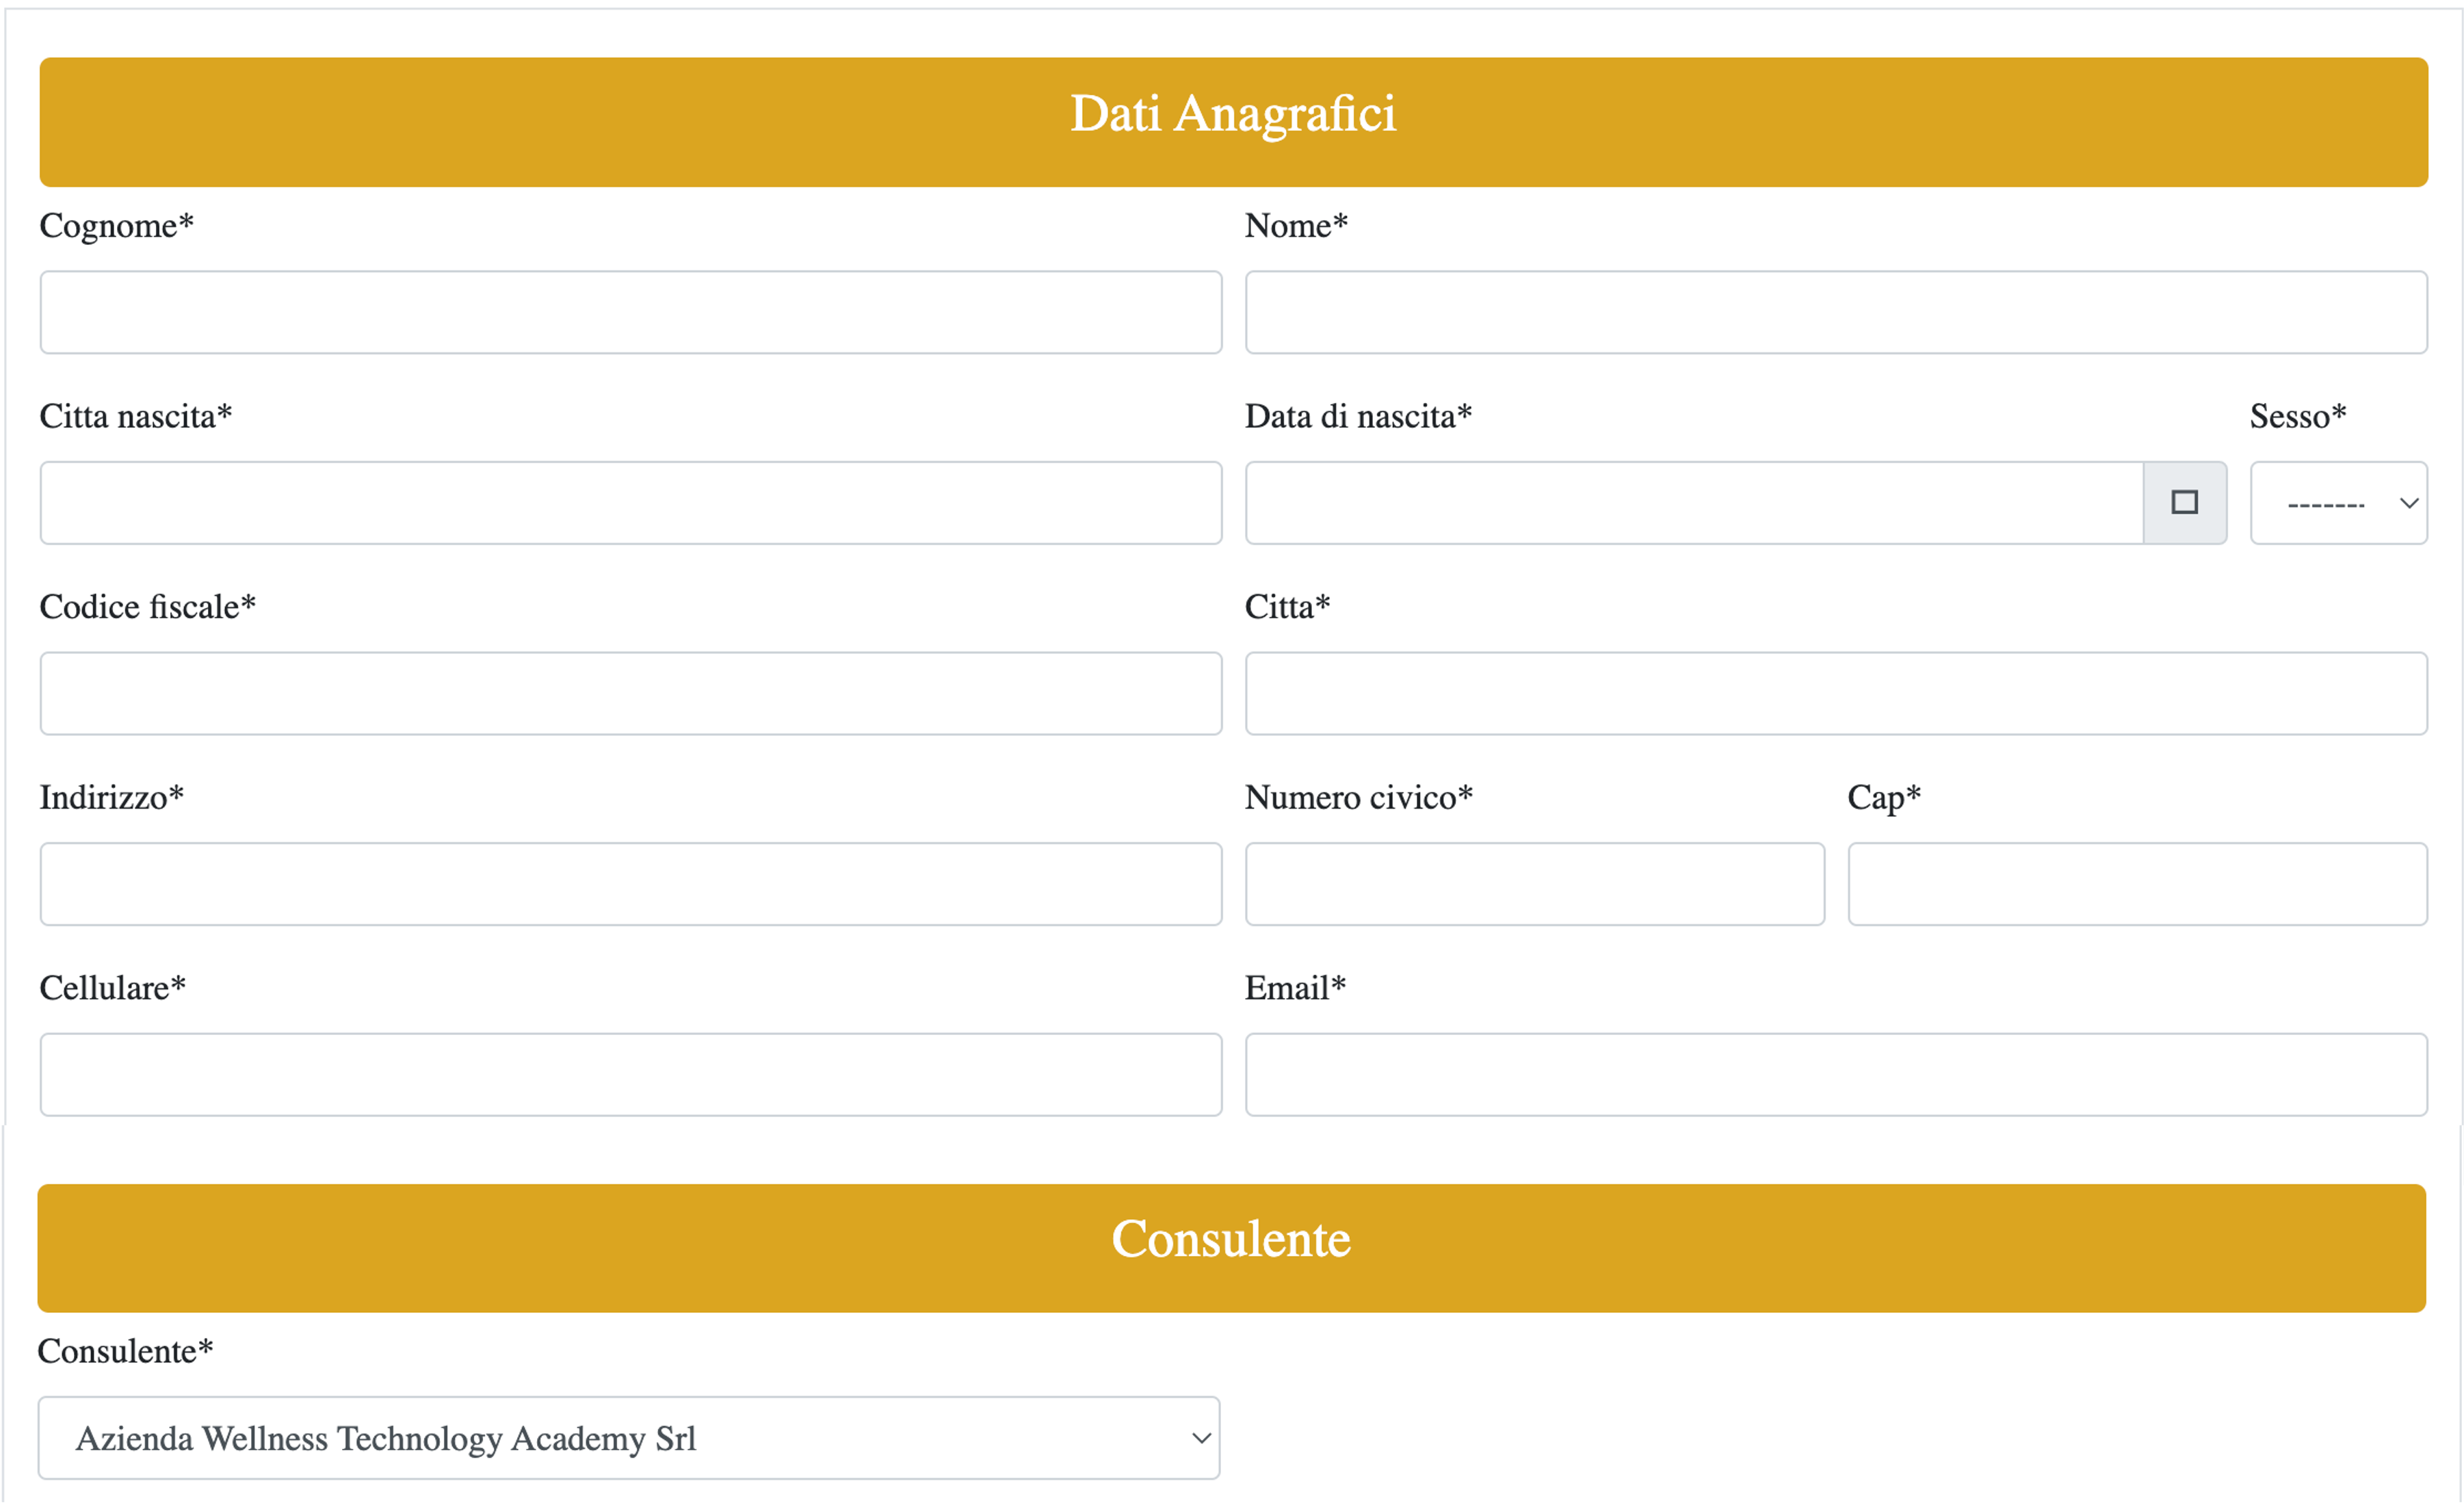 Dati Anagrafici
Cognome* Nome*
Citta nascita* Data di nascita* Sesso*
-------
Codice fiscale* Citta*
Indirizzo* Numero civico* Cap*
Cellulare* Email*
Consulente
Consulente*
Azienda Wellness Technology Academy Srl